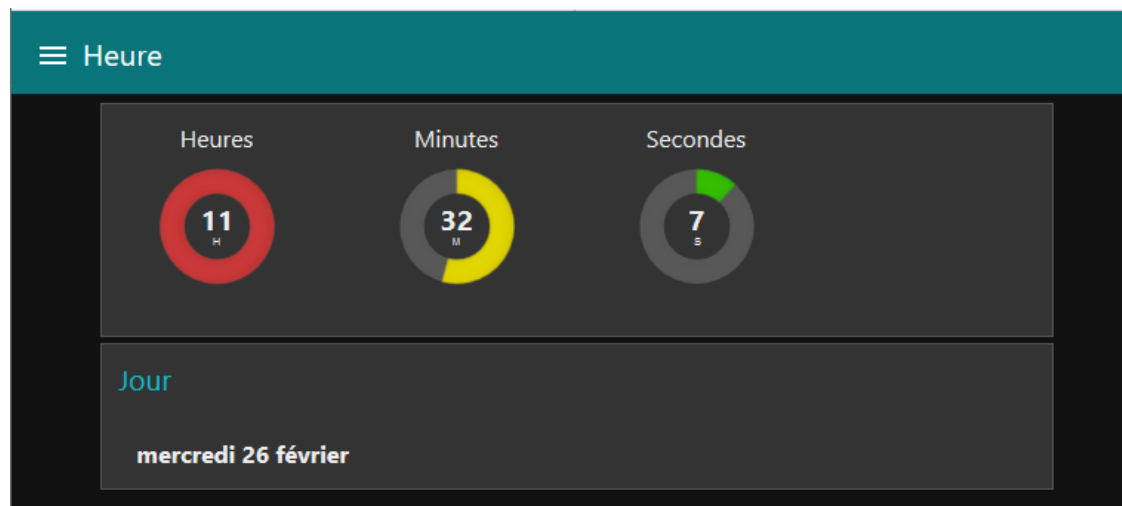 Heure
Heures Minutes Secondes
11 32 7
H M S
Jour
mercredi 26 février